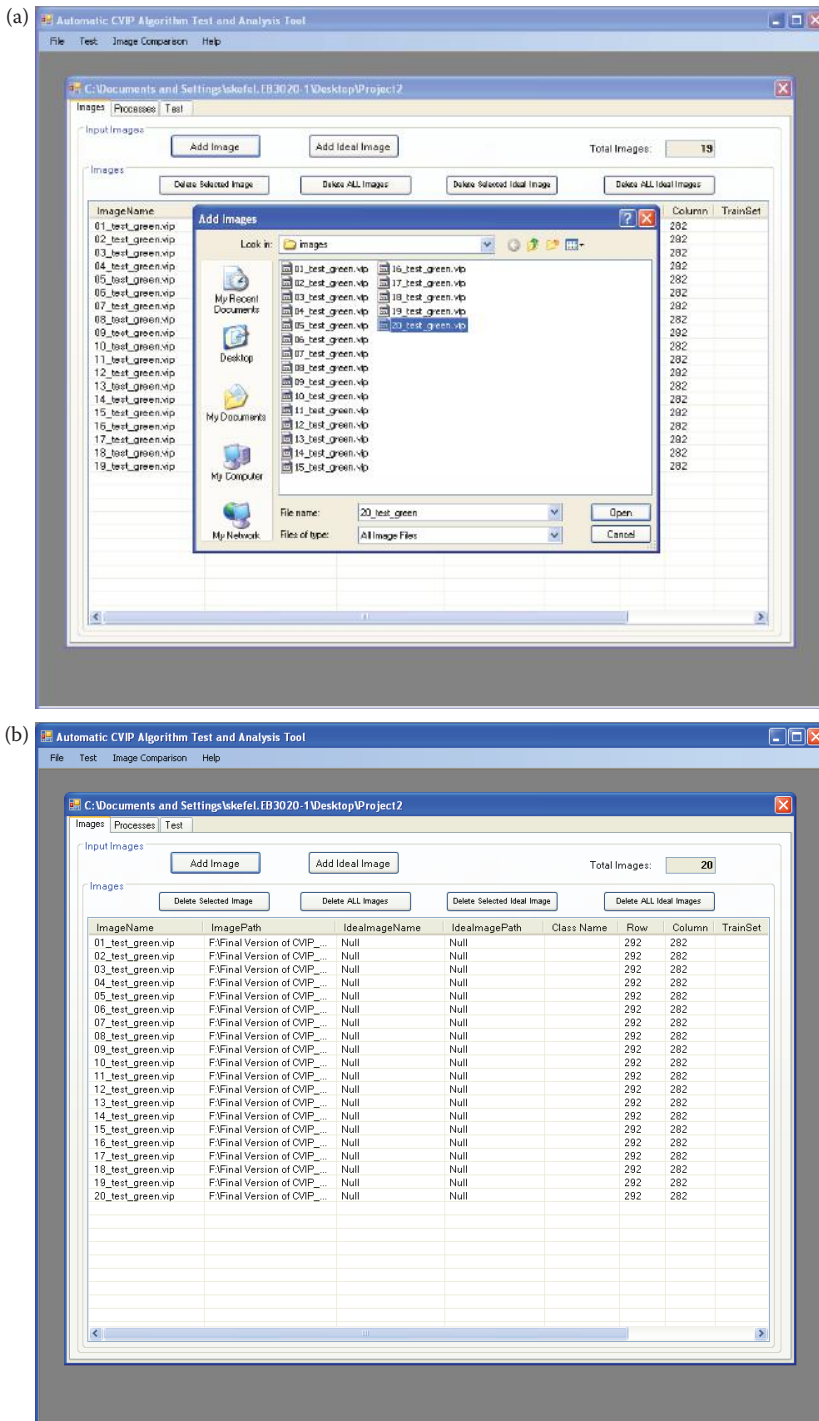 (a)
Automatic CVIP Algorithm Test and Analysis Tool
File Test Image Comparison Help
C:\Documents and Settings\skefel.EB3020-1\Desktop\Project2
Images Processes Test
Input Images
Add Image Add Ideal Image Total Images: 19
Images
Delete Selected Image Delete ALL Images Delete Selected Ideal Image Delete ALL Ideal Images
ImageName Column TrainSet
Add Images
Look in: images
01_test_green.vip 282
02_test_green.vip 282
03_test_green.vip 282
04_test_green.vip 282
05_test_green.vip 282
06_test_green.vip 282
07_test_green.vip 282
08_test_green.vip 282
09_test_green.vip 282
10_test_green.vip 282
11_test_green.vip 282
12_test_green.vip 282
13_test_green.vip 282
14_test_green.vip 282
15_test_green.vip 282
16_test_green.vip 282
17_test_green.vip 282
18_test_green.vip 282
19_test_green.vip 282
My Recent Documents
Desktop
My Documents
My Computer
My Network
01_test_green.vip 16_test_green.vip
02_test_green.vip 17_test_green.vip
03_test_green.vip 18_test_green.vip
04_test_green.vip 19_test_green.vip
05_test_green.vip 20_test_green.vip
06_test_green.vip
07_test_green.vip
08_test_green.vip
09_test_green.vip
10_test_green.vip
11_test_green.vip
12_test_green.vip
13_test_green.vip
14_test_green.vip
15_test_green.vip
File name: 20_test_green Open
Files of type: All Image Files Cancel
(b)
Automatic CVIP Algorithm Test and Analysis Tool
File Test Image Comparison Help
C:\Documents and Settings\skefel.EB3020-1\Desktop\Project2
Images Processes Test
Input Images
Add Image Add Ideal Image Total Images: 20
Images
Delete Selected Image Delete ALL Images Delete Selected Ideal Image Delete ALL Ideal Images
ImageName ImagePath IdealmageName IdealmagePath Class Name Row Column TrainSet
01_test_green.vip F:\Final Version of CVIP_... Null Null 292 282
02_test_green.vip F:\Final Version of CVIP_... Null Null 292 282
03_test_green.vip F:\Final Version of CVIP_... Null Null 292 282
04_test_green.vip F:\Final Version of CVIP_... Null Null 292 282
05_test_green.vip F:\Final Version of CVIP_... Null Null 292 282
06_test_green.vip F:\Final Version of CVIP_... Null Null 292 282
07_test_green.vip F:\Final Version of CVIP_... Null Null 292 282
08_test_green.vip F:\Final Version of CVIP_... Null Null 292 282
09_test_green.vip F:\Final Version of CVIP_... Null Null 292 282
10_test_green.vip F:\Final Version of CVIP_... Null Null 292 282
11_test_green.vip F:\Final Version of CVIP_... Null Null 292 282
12_test_green.vip F:\Final Version of CVIP_... Null Null 292 282
13_test_green.vip F:\Final Version of CVIP_... Null Null 292 282
14_test_green.vip F:\Final Version of CVIP_... Null Null 292 282
15_test_green.vip F:\Final Version of CVIP_... Null Null 292 282
16_test_green.vip F:\Final Version of CVIP_... Null Null 292 282
17_test_green.vip F:\Final Version of CVIP_... Null Null 292 282
18_test_green.vip F:\Final Version of CVIP_... Null Null 292 282
19_test_green.vip F:\Final Version of CVIP_... Null Null 292 282
20_test_green.vip F:\Final Version of CVIP_... Null Null 292 282